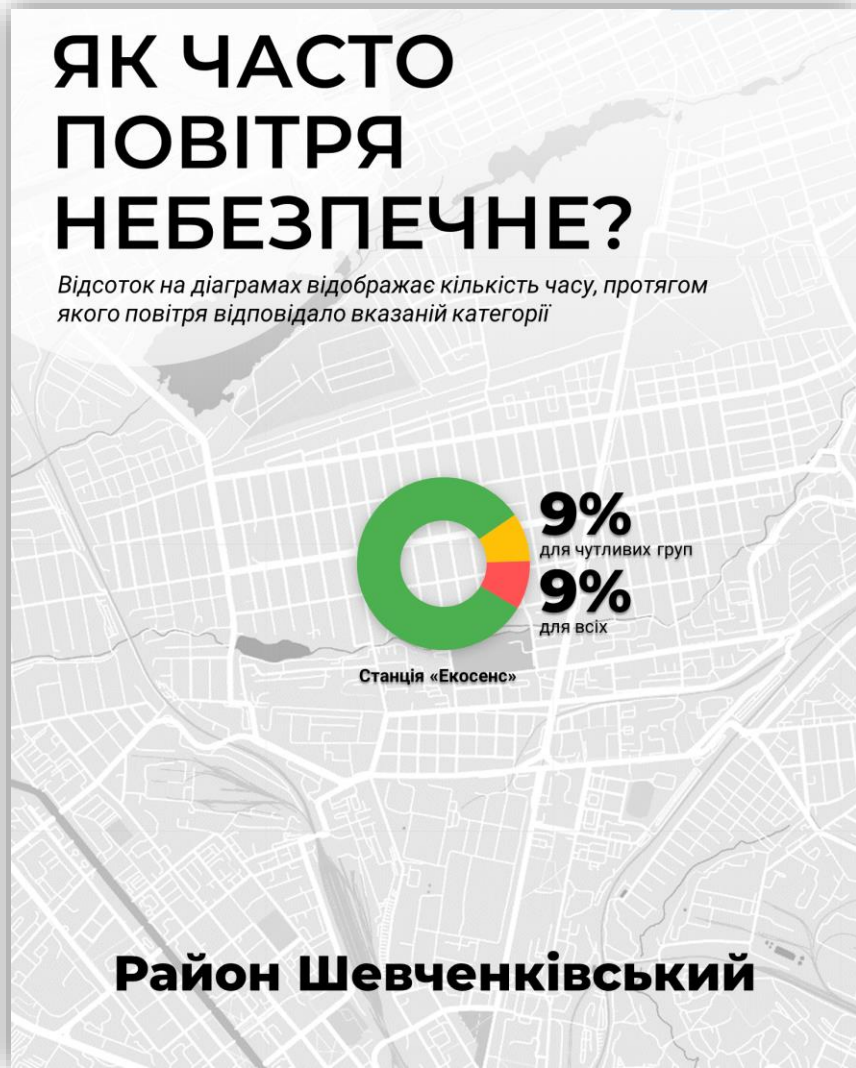 ЯК ЧАСТО
ПОВІТРЯ
НЕБЕЗПЕЧНЕ?
Відсоток на діаграмах відображає кількість часу, протягом
якого повітря відповідало вказаній категорії
9%
для чутливих груп
9%
для всіх
Станція «Екосенс»
Район Шевченківський